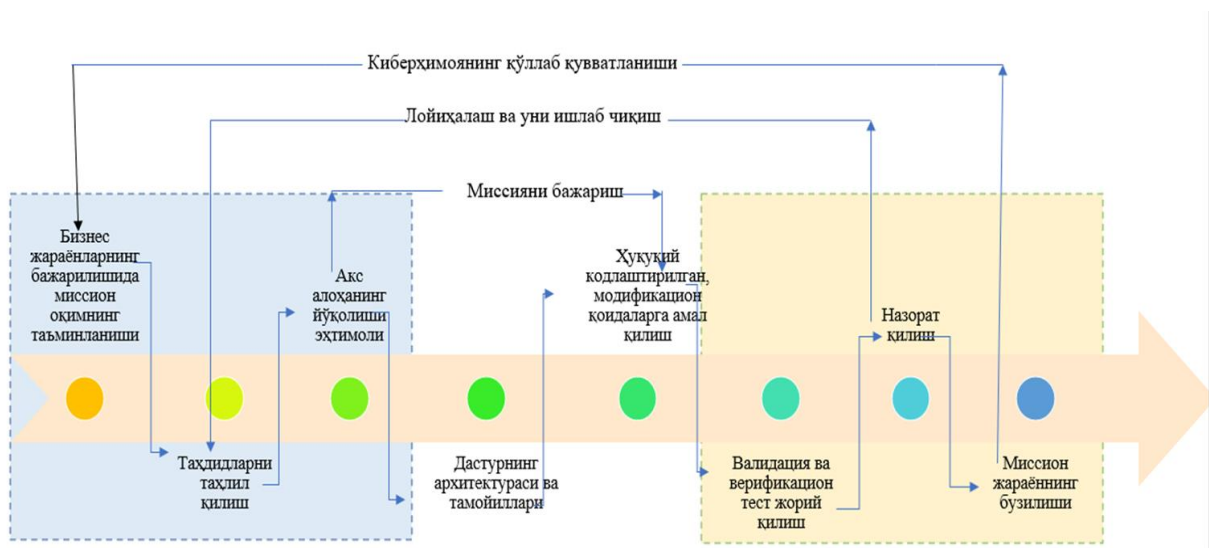 Киберҳимоянинг қўллаб қувватланиши
Лойиҳалаш ва уни ишлаб чиқиш
Миссияни бажариш
Бизнес
жараёнларнинг
бажарилишида
миссион
оқимнинг
таъминланиши
Акс
алоҳанинг
йўқолиши
эҳтимоли
Ҳуқуқий
кодлаштирилган,
модификацион
қоидаларга амал
қилиш
Назорат
қилиш
Таҳдидларни
таҳлил
қилиш
Дастурнинг
архитектураси ва
тамойиллари
Валидация ва
верификацион
тест жорий
қилиш
Миссион
жараённинг
бузилиши